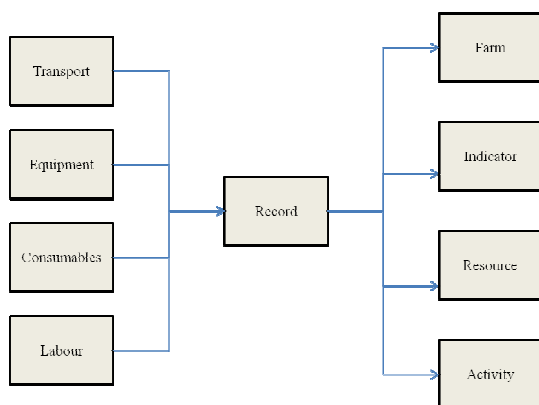 Transport
Equipment
Consumables
Labour
Record
Farm
Indicator
Resource
Activity